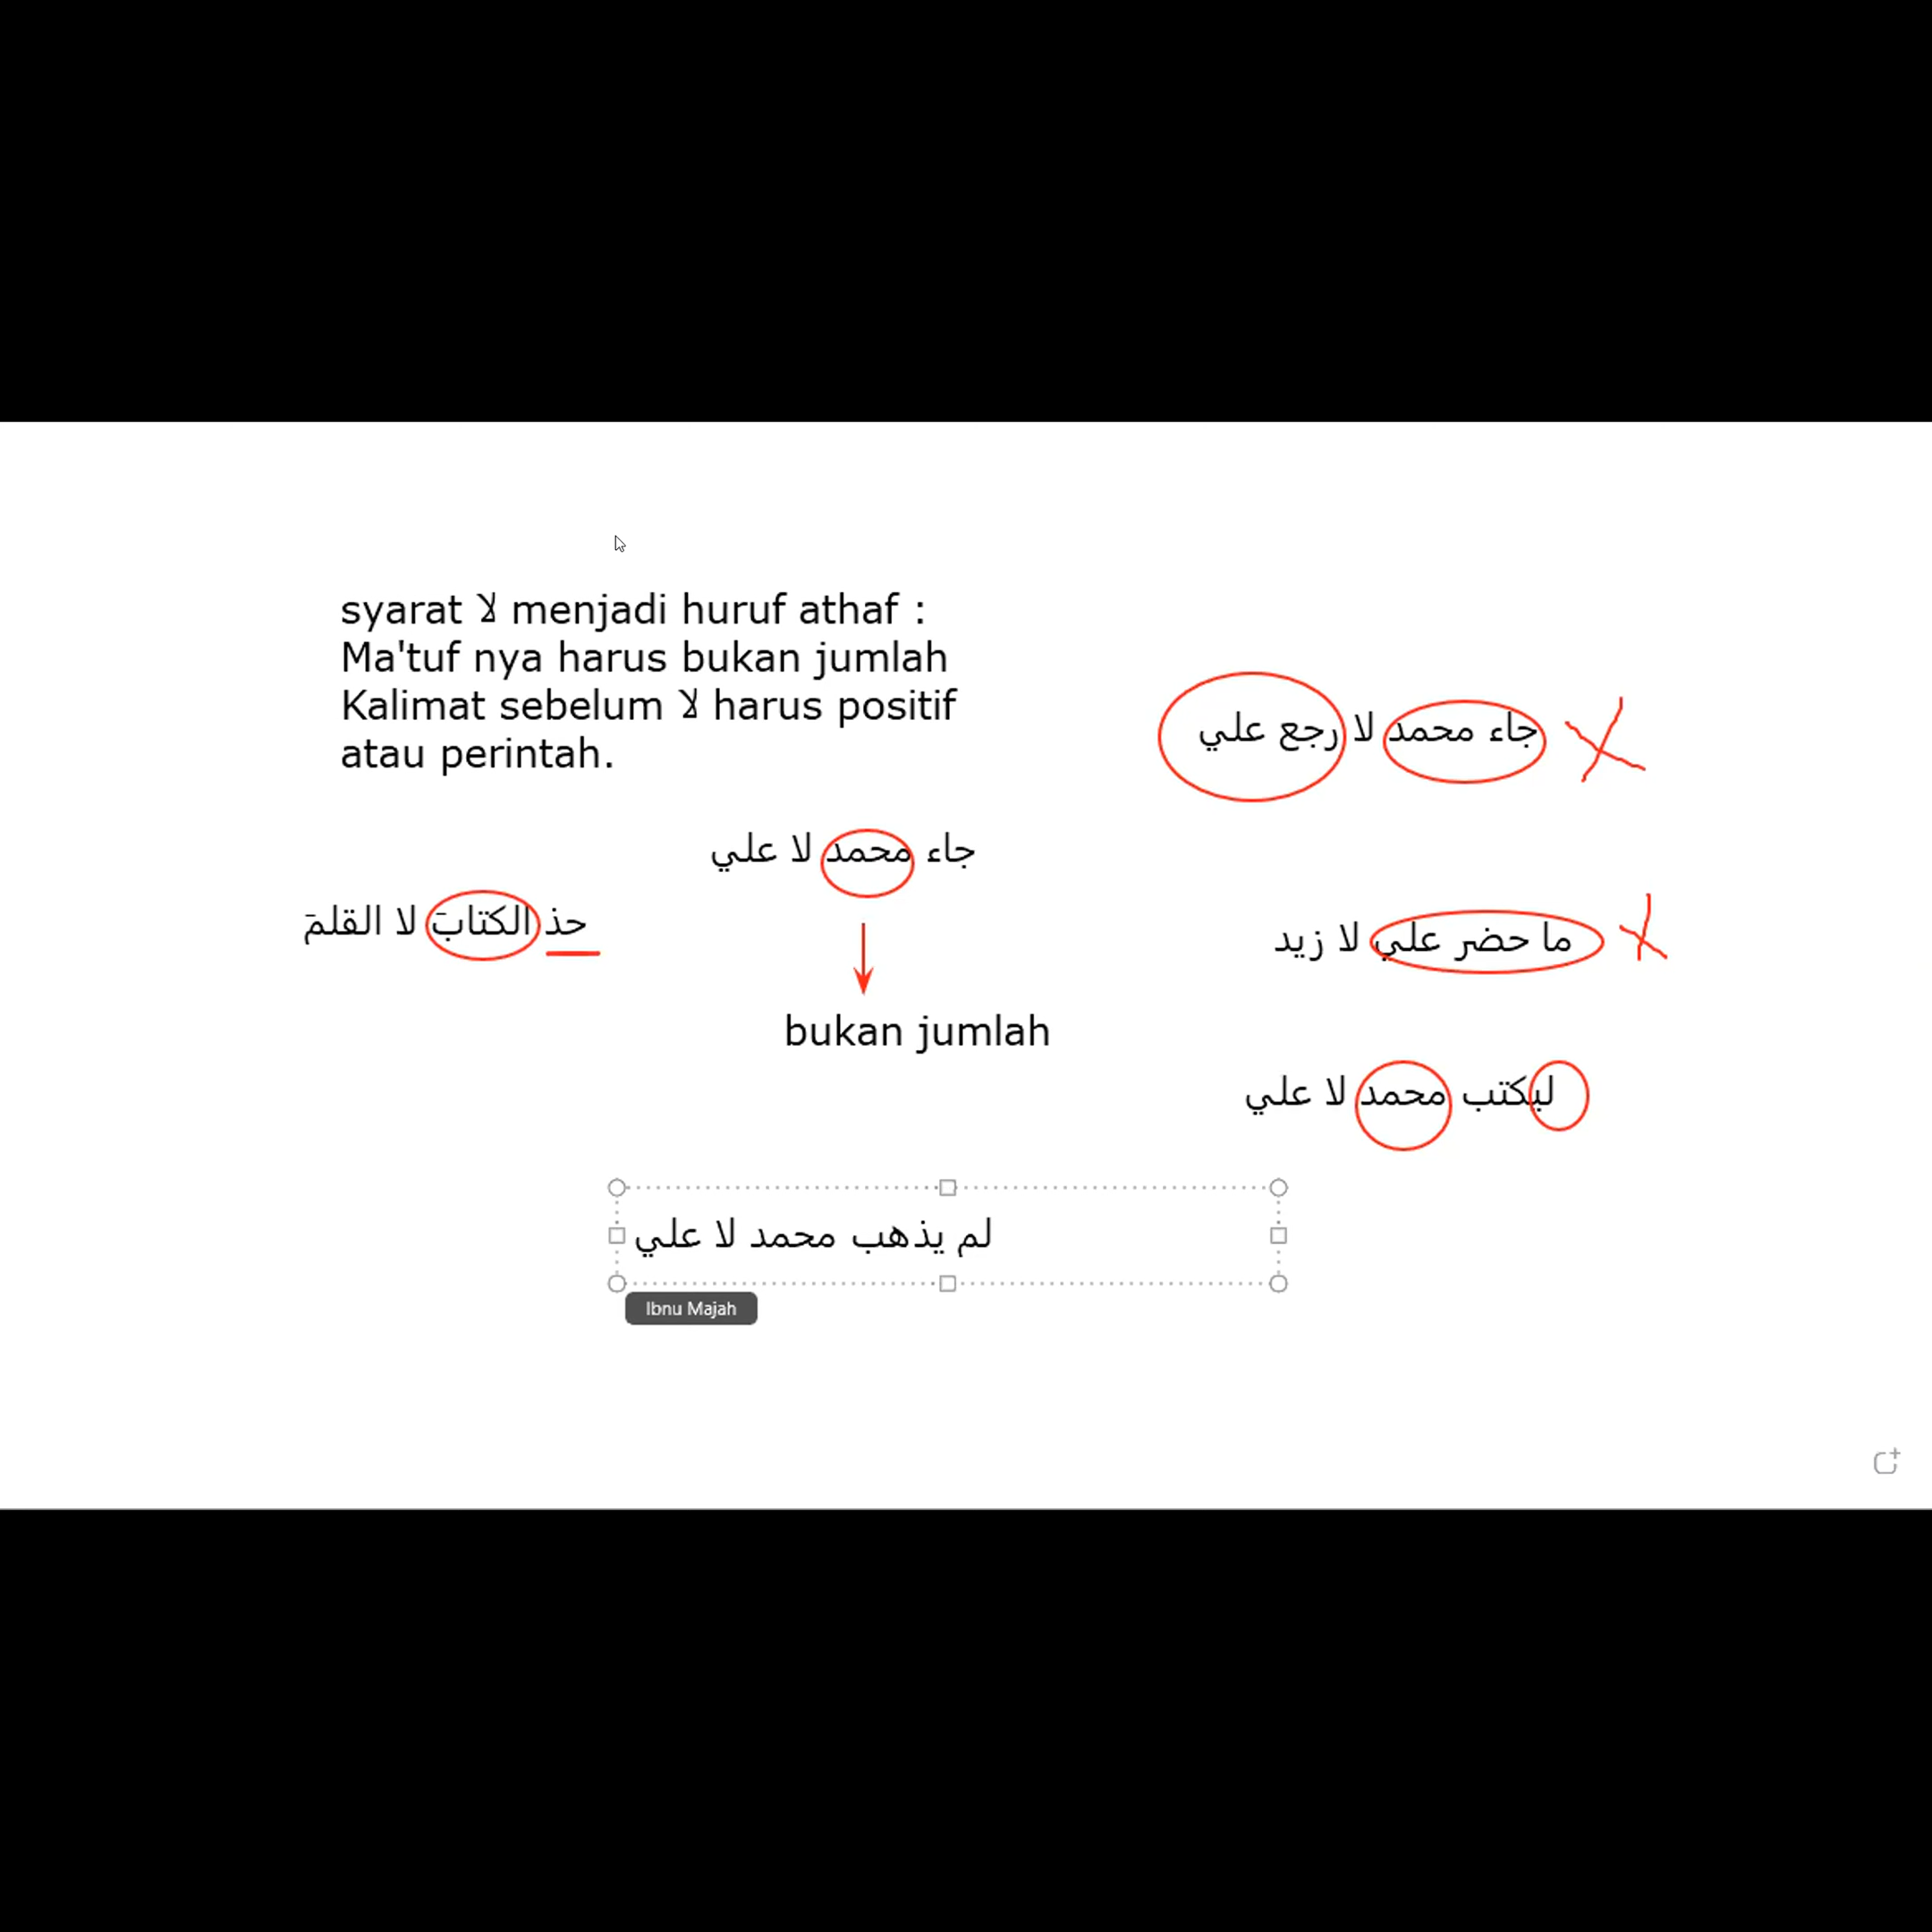 syarat لا menjadi huruf athaf :
Ma'tuf nya harus bukan jumlah
Kalimat sebelum لا harus positif
atau perintah.
جاء محمد لا رجع علي
جاء محمد لا علي
حذ الكتابَ لا القلمَ
ما حضر علي لا زيد
bukan jumlah
ليكتب محمد لا علي
لم يذهب محمد لا علي
Ibnu Majah